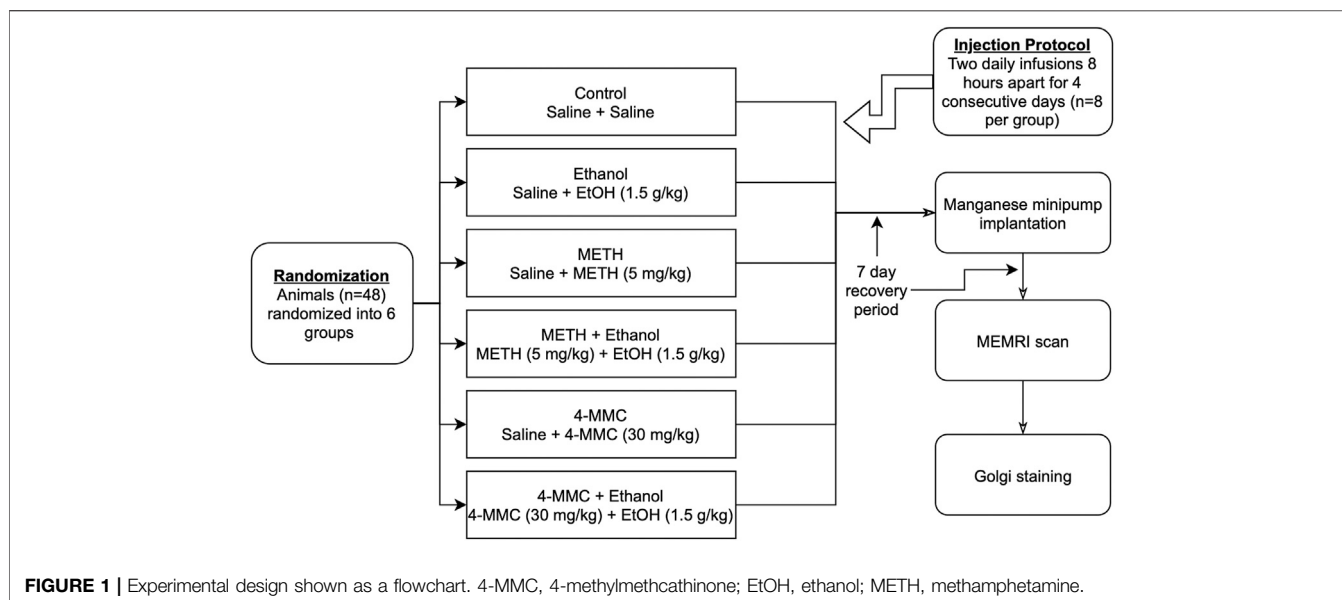 Randomization
Animals (n=48)
randomized into 6
groups
Control
Saline + Saline
Ethanol
Saline + EtOH (1.5 g/kg)
METH
Saline + METH (5 mg/kg)
METH + Ethanol
METH (5 mg/kg) + EtOH (1.5 g/kg)
4-MMC
Saline + 4-MMC (30 mg/kg)
4-MMC + Ethanol
4-MMC (30 mg/kg) + EtOH (1.5 g/kg)
Injection Protocol
Two daily infusions 8
hours apart for 4
consecutive days (n=8
per group)
7 day
recovery
period
Manganese minipump
implantation
MEMRI scan
Golgi staining
FIGURE 1 | Experimental design shown as a flowchart. 4-MMC, 4-methylmethcathinone; EtOH, ethanol; METH, methamphetamine.